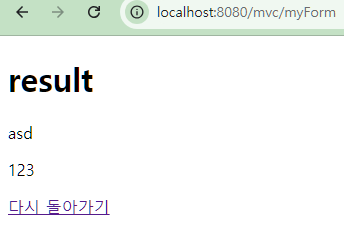 localhost:8080/mvc/myForm
result
asd
123
다시 돌아가기